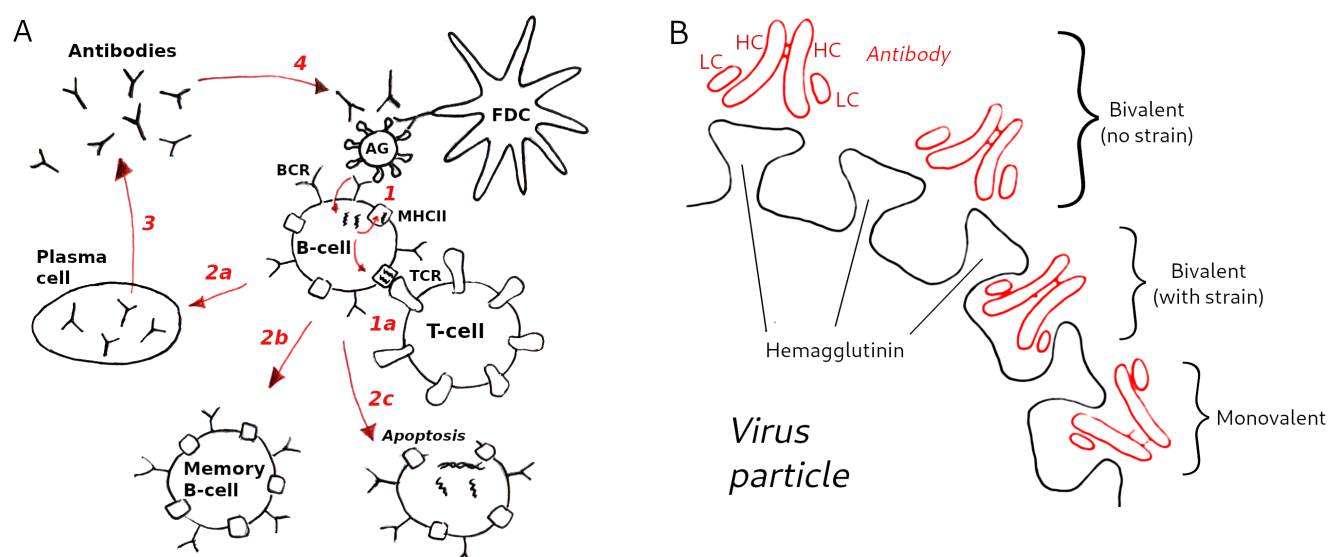 A
Antibodies
4
FDC
AG
BCR
1
MHCII
B-cell
TCR
3
Plasma
cell
2a
1a
T-cell
2b
2c
Apoptosis
Memory
B-cell
B
HC
HC
LC
LC
Antibody
Bivalent
(no strain)
Bivalent
(with strain)
Hemagglutinin
Monovalent
Virus
particle